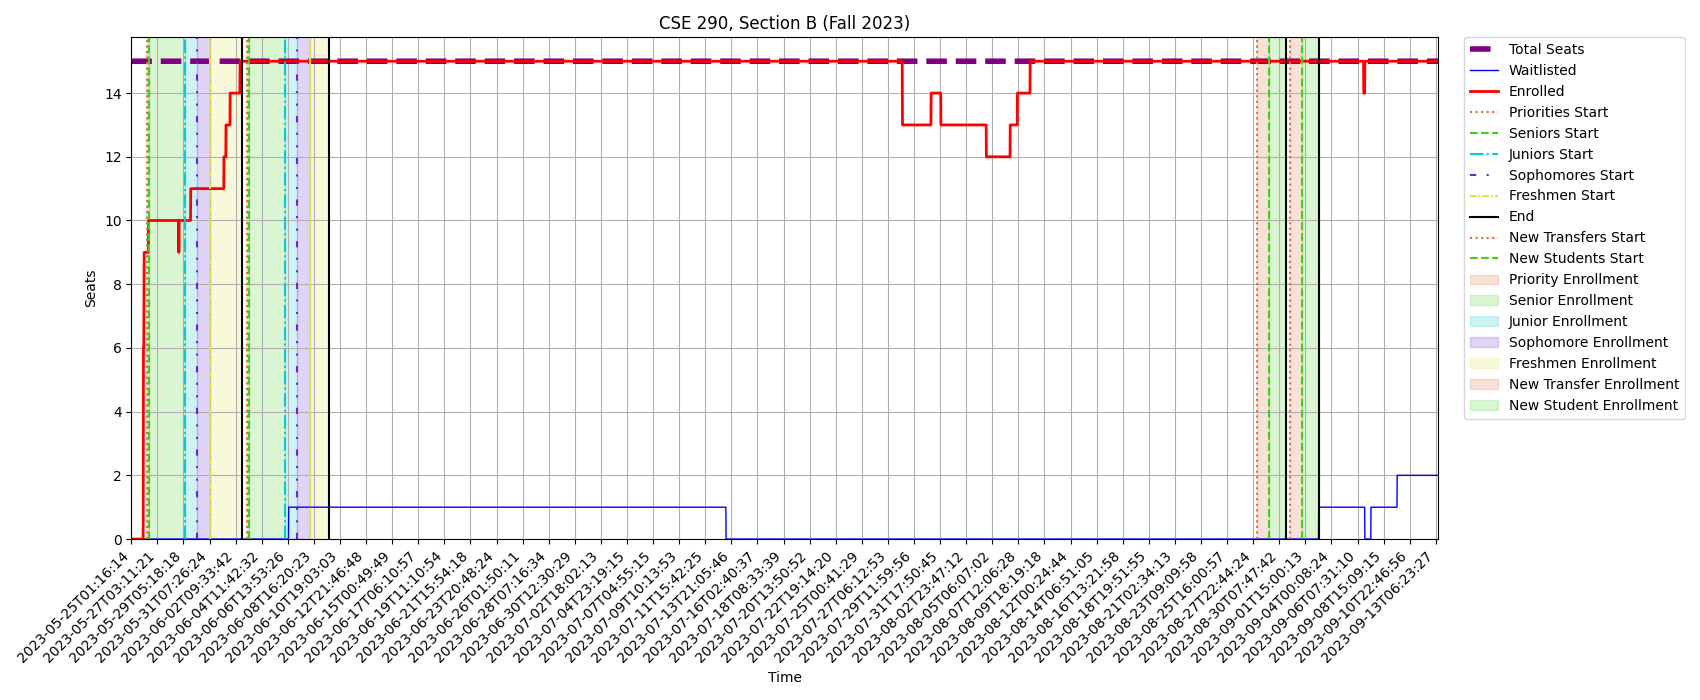 CSE 290, Section B (Fall 2023)
Seats
14
12
10
8
6
4
2
0
2023-05-25T01:16:14
2023-05-27T03:11:21
2023-05-29T05:18:18
2023-05-31T07:26:24
2023-06-02T09:33:42
2023-06-04T11:42:32
2023-06-06T13:53:26
2023-06-08T16:20:23
2023-06-10T19:03:03
2023-06-12T21:46:48
2023-06-15T00:49:49
2023-06-17T06:10:57
2023-06-19T11:10:54
2023-06-21T15:54:18
2023-06-23T20:48:24
2023-06-26T01:50:11
2023-06-28T07:16:34
2023-06-30T12:30:29
2023-07-02T18:02:13
2023-07-04T23:19:15
2023-07-07T04:55:15
2023-07-09T10:13:53
2023-07-11T15:42:25
2023-07-13T21:05:46
2023-07-16T02:40:37
2023-07-18T08:33:39
2023-07-20T13:50:52
2023-07-22T19:14:20
2023-07-25T00:41:29
2023-07-27T06:12:53
2023-07-29T11:59:56
2023-07-31T17:50:45
2023-08-02T23:47:12
2023-08-05T06:07:02
2023-08-07T12:06:28
2023-08-09T18:19:18
2023-08-12T00:24:44
2023-08-14T06:51:05
2023-08-16T13:21:58
2023-08-18T19:51:55
2023-08-21T02:34:13
2023-08-23T09:09:58
2023-08-25T16:00:57
2023-08-27T22:44:24
2023-08-30T07:47:42
2023-09-01T15:00:13
2023-09-04T00:08:24
2023-09-06T07:31:10
2023-09-08T15:09:15
2023-09-10T22:46:56
2023-09-13T06:23:27
Time
Total Seats
Waitlisted
Enrolled
Priorities Start
Seniors Start
Juniors Start
Sophomores Start
Freshmen Start
End
New Transfers Start
New Students Start
Priority Enrollment
Senior Enrollment
Junior Enrollment
Sophomore Enrollment
Freshmen Enrollment
New Transfer Enrollment
New Student Enrollment